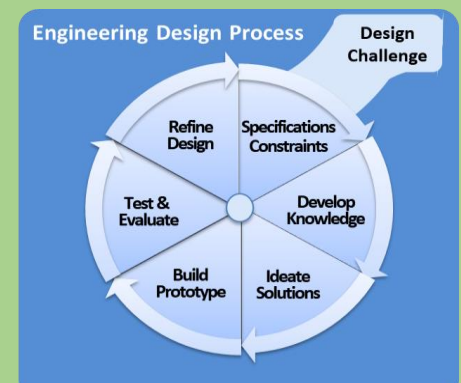 Engineering Design Process
Design
Challenge
Specifications
Constraints
Develop
Knowledge
Ideate
Solutions
Build
Prototype
Test &
Evaluate
Refine
Design